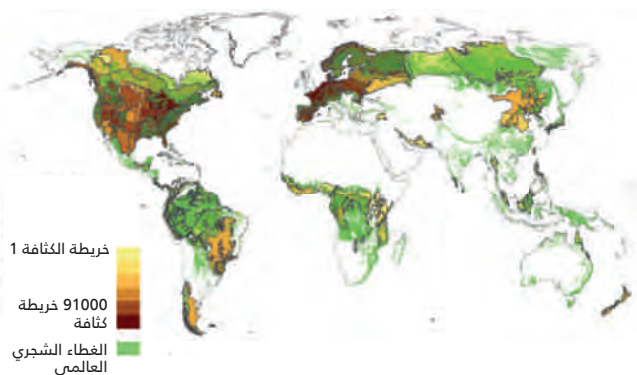 خريطة الكثافة 1
91000 خريطة
كثافة
الغطاء الشجري
العالمي